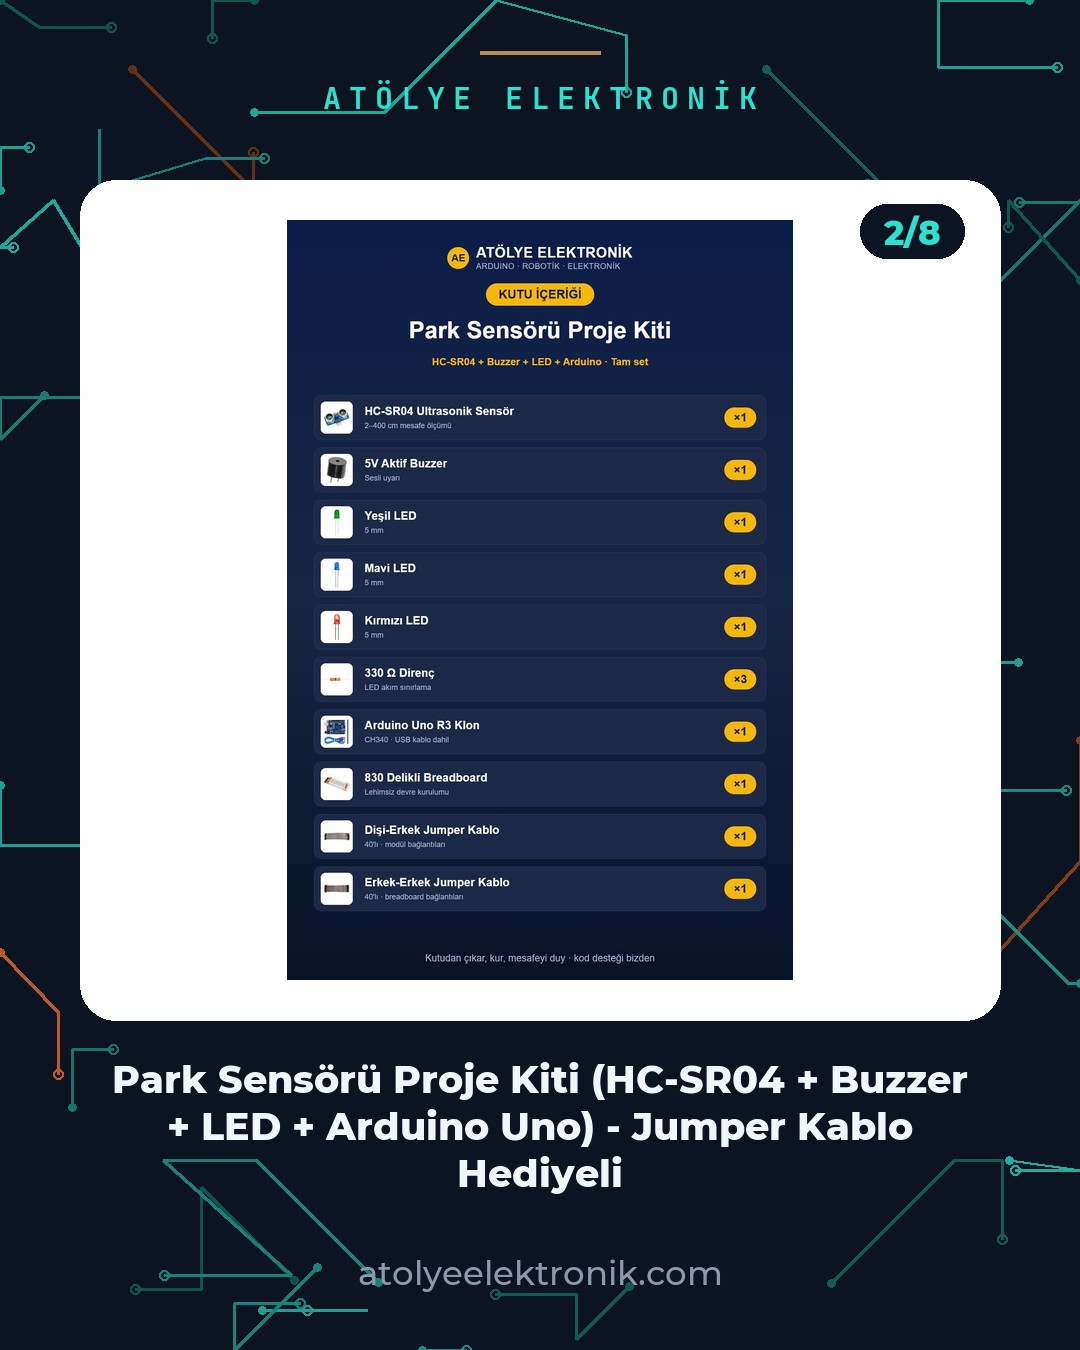 ATÖLYE ELEKTRONİK
2/8
AE
ATÖLYE ELEKTRONİK
ARDUINO · ROBOTİK · ELEKTRONİK
KUTU İÇERİĞİ
Park Sensörü Proje Kiti
HC-SR04 + Buzzer + LED + Arduino · Tam set
HC-SR04 Ultrasonik Sensör
2–400 cm mesafe ölçümü
×1
5V Aktif Buzzer
Sesli uyarı
×1
Yeşil LED
5 mm
×1
Mavi LED
5 mm
×1
Kırmızı LED
5 mm
×1
330 Ω Direnç
LED akım sınırlama
×3
Arduino Uno R3 Klon
CH340 · USB kablo dahil
×1
830 Delikli Breadboard
Lehimsiz devre kurulumu
×1
Dişi-Erkek Jumper Kablo
40'lı · modül bağlantıları
×1
Erkek-Erkek Jumper Kablo
40'lı · breadboard bağlantıları
×1
Kutudan çıkar, kur, mesafeyi duy · kod desteği bizden
Park Sensörü Proje Kiti (HC-SR04 + Buzzer
+ LED + Arduino Uno) - Jumper Kablo
Hediyeli
atolyeelektronik.com